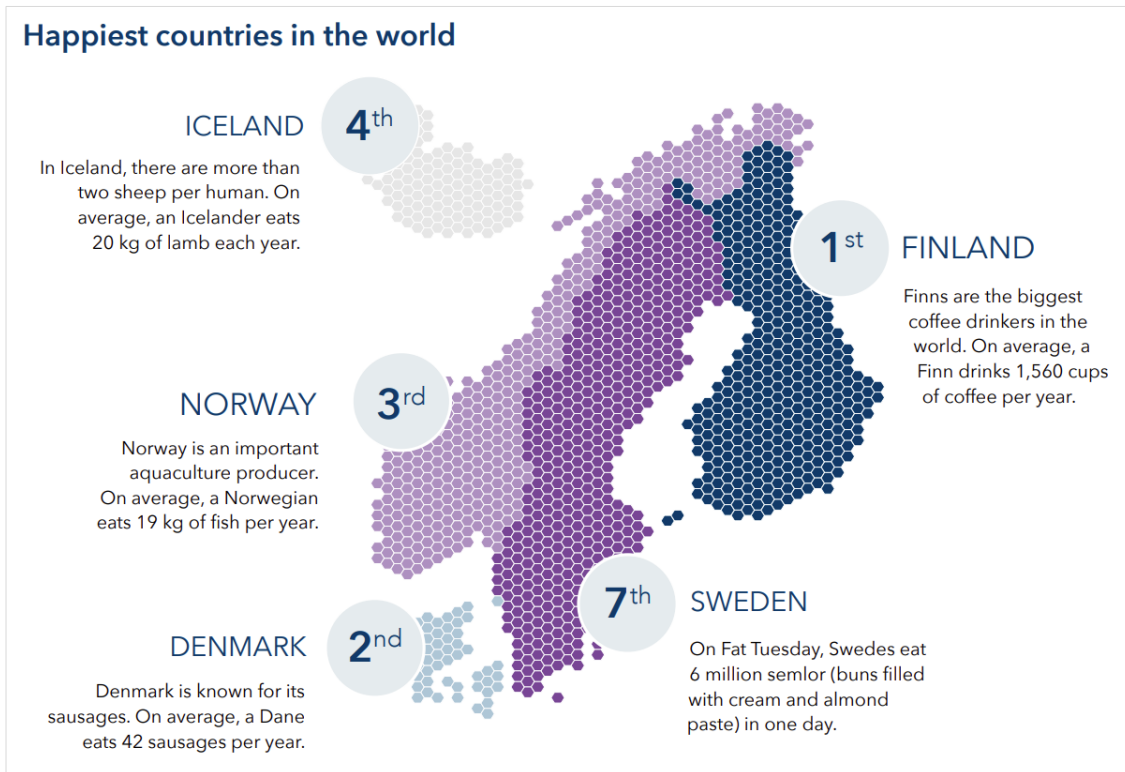 Happiest countries in the world
ICELAND
4th
In Iceland, there are more than
two sheep per human. On
average, an Icelander eats
20 kg of lamb each year.
1st
FINLAND
Finns are the biggest
coffee drinkers in the
world. On average, a
Finn drinks 1,560 cups
of coffee per year.
NORWAY
3rd
Norway is an important
aquaculture producer.
On average, a Norwegian
eats 19 kg of fish per year.
7th
SWEDEN
On Fat Tuesday, Swedes eat
6 million semlor (buns filled
with cream and almond
paste) in one day.
DENMARK
2nd
Denmark is known for its
sausages. On average, a Dane
eats 42 sausages per year.